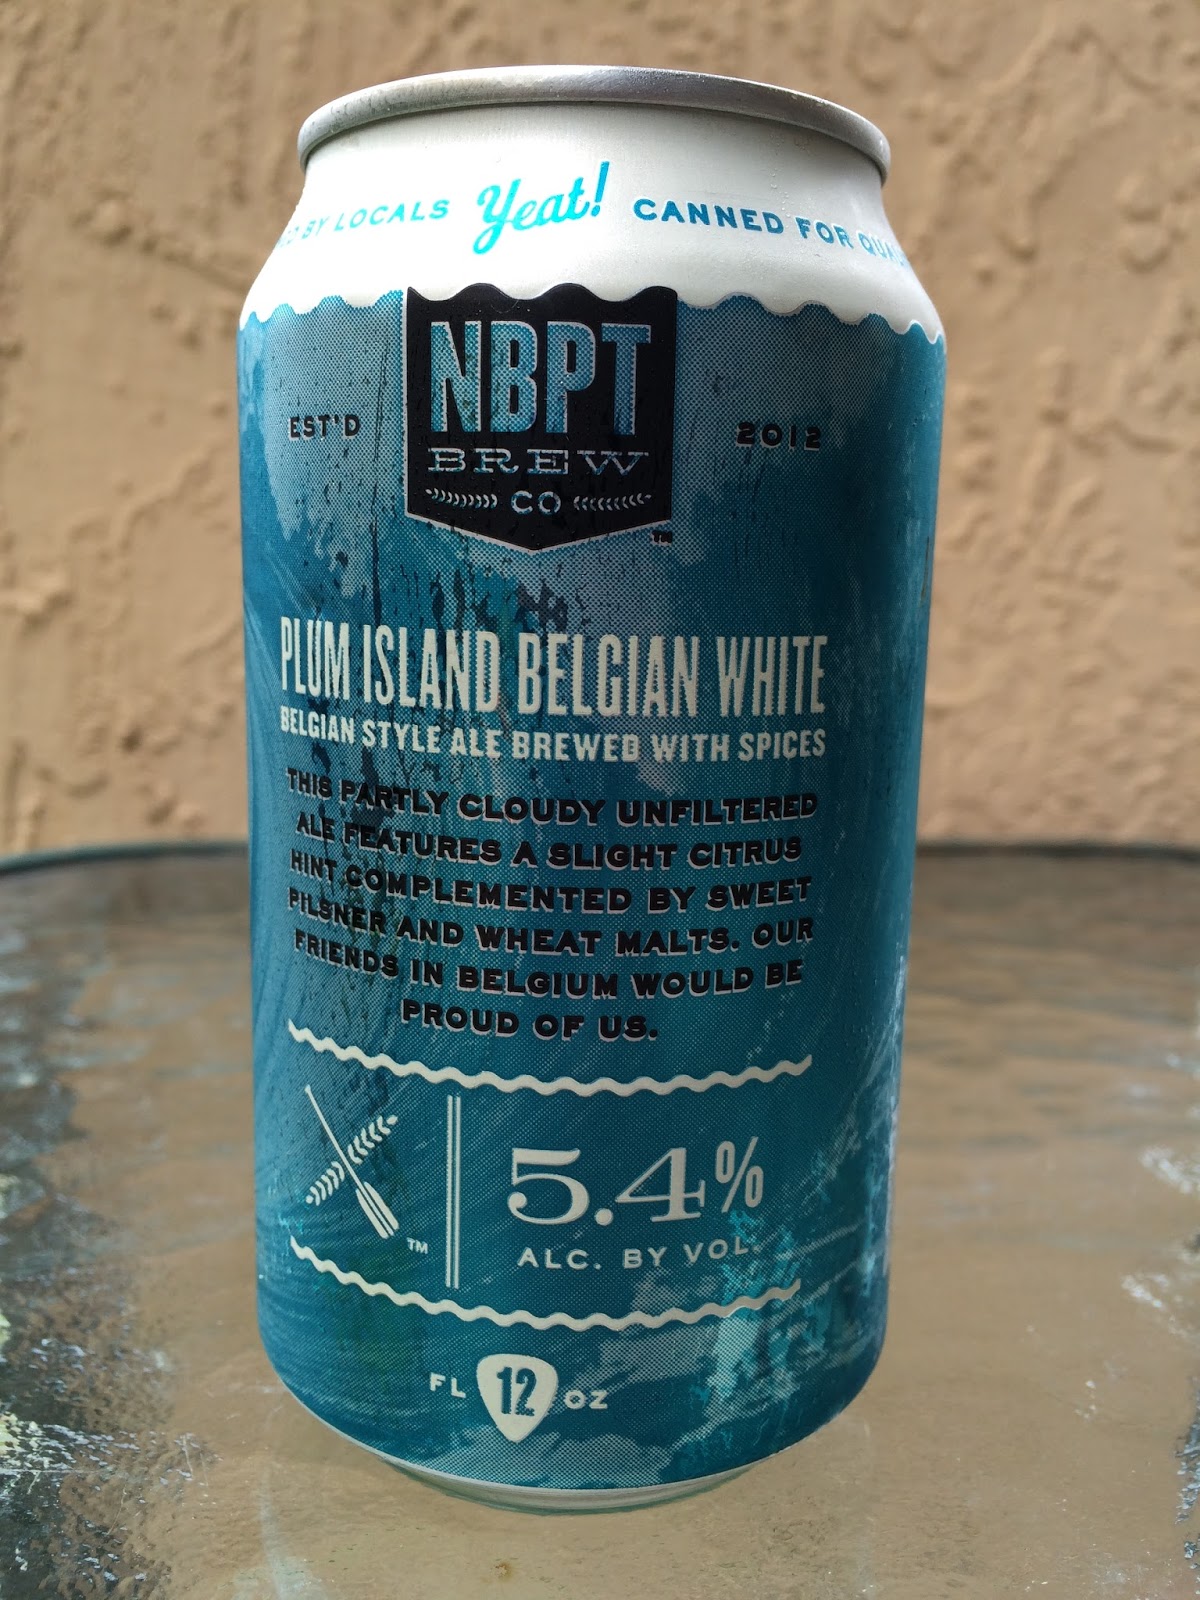 BY LOCALS Yeat! CANNED FOR
NBPT
EST'D 2012
BREW
CO
TM
PLUM ISLAND BELGIAN WHITE
BELGIAN STYLE ALE BREWED WITH SPICES
THIS PARTLY CLOUDY UNFILTERED
ALE FEATURES A SLIGHT CITRUS
HINT COMPLEMENTED BY SWEET
PILSNER AND WHEAT MALTS. OUR
FRIENDS IN BELGIUM WOULD BE
PROUD OF US.
5.4%
TM
ALC. BY VOL.
FL 12 OZ